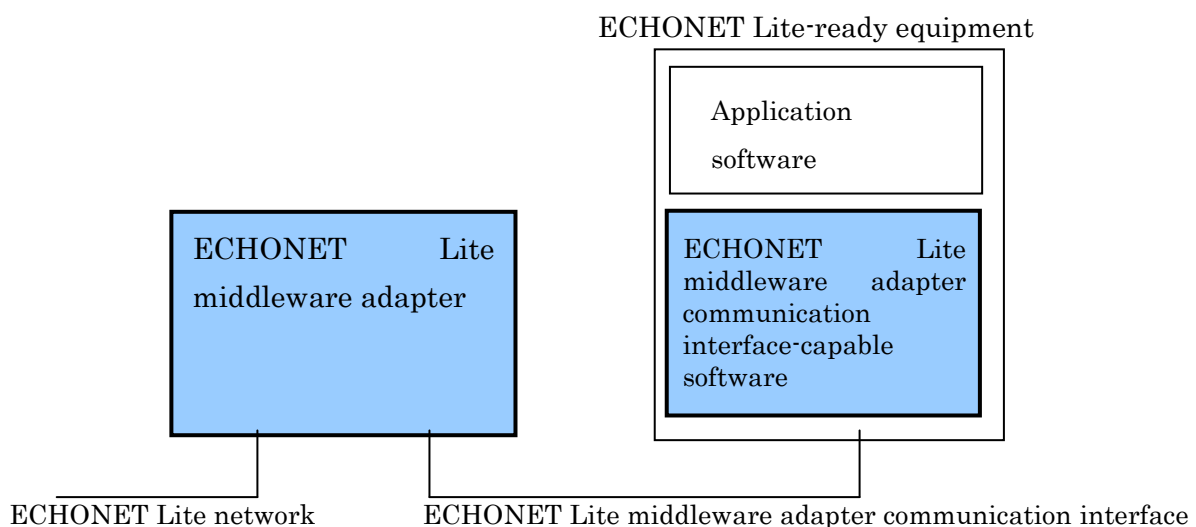 ECHONET Lite-ready equipment
Application
software
ECHONET Lite
middleware adapter
ECHONET Lite
middleware adapter
communication
interface-capable
software
ECHONET Lite network
ECHONET Lite middleware adapter communication interface